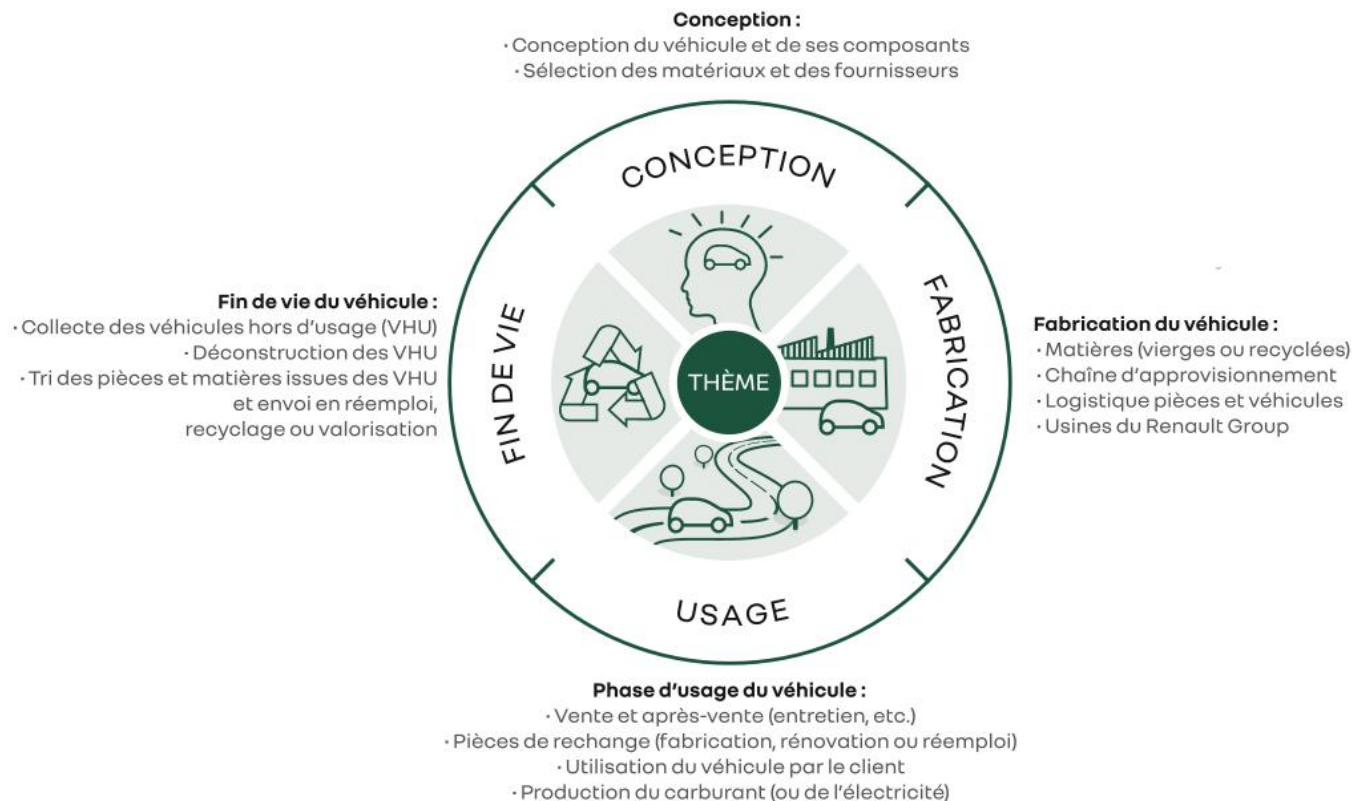 Conception :
· Conception du véhicule et de ses composants
· Sélection des matériaux et des fournisseurs
CONCEPTION
Fin de vie du véhicule :
· Collecte des véhicules hors d'usage (VHU)
· Déconstruction des VHU
· Tri des pièces et matières issues des VHU
et envoi en réemploi,
recyclage ou valorisation
FIN DE VIE
THÈME
FABRICATION
Fabrication du véhicule :
· Matières (vierges ou recyclées)
· Chaîne d'approvisionnement
· Logistique pièces et véhicules
· Usines du Renault Group
USAGE
Phase d'usage du véhicule :
· Vente et après-vente (entretien, etc.)
· Pièces de rechange (fabrication, rénovation ou réemploi)
· Utilisation du véhicule par le client
· Production du carburant (ou de l'électricité)